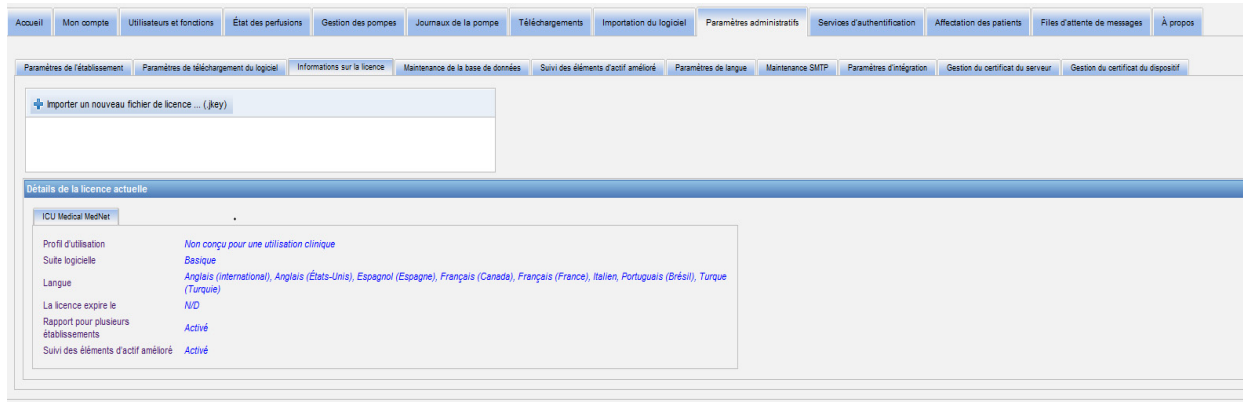 Accueil Mon compte Utilisateurs et fonctions État des perfusions Gestion des pompes Journaux de la pompe Téléchargements Importation du logiciel Paramètres administratifs Services d'authentification Affectation des patients Files d'attente de messages À propos
Paramètres de l'établissement Paramètres de téléchargement du logiciel Informations sur la licence Maintenance de la base de données Suivi des éléments d'actif amélioré Paramètres de langue Maintenance SMTP Paramètres d'intégration Gestion du certificat du serveur Gestion du certificat du dispositif
Importer un nouveau fichier de licence ... (.jkey)
Détails de la licence actuelle
ICU Medical MedNet
Profil d'utilisation Non conçu pour une utilisation clinique
Suite logicielle Basique
Langue Anglais (international), Anglais (États-Unis), Espagnol (Espagne), Français (Canada), Français (France), Italien, Portuguais (Brésil), Turque
(Turquie)
La licence expire le N/D
Rapport pour plusieurs
établissements Activé
Suivi des éléments d'actif amélioré Activé